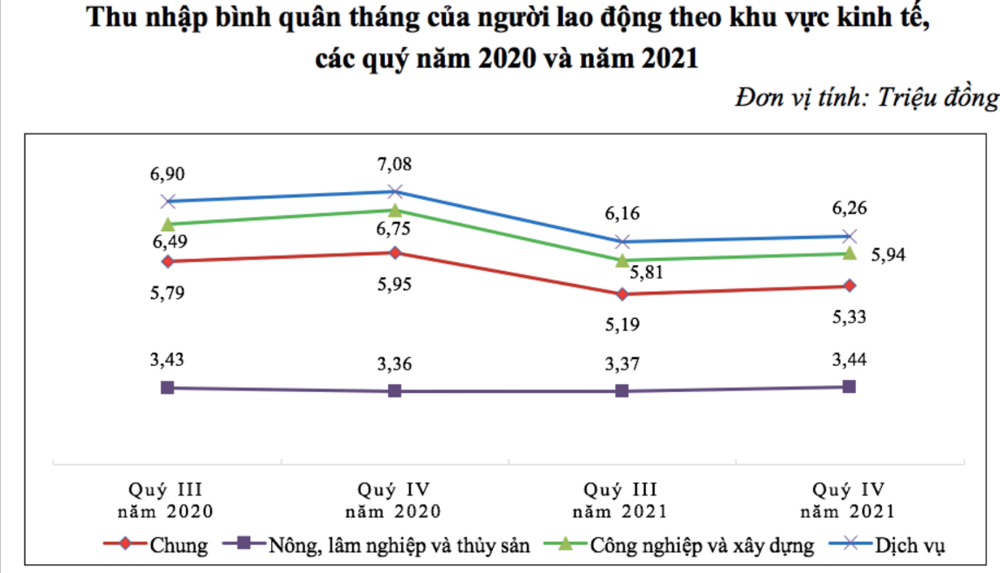 Thu nhập bình quân tháng của người lao động theo khu vực kinh tế,
các quý năm 2020 và năm 2021
Đơn vị tính: Triệu đồng
6,90
7,08
6,16
6,26
6,49
6,75
5,81
5,94
5,79
5,95
5,19
5,33
3,43
3,36
3,37
3,44
Quý III
năm 2020
Quý IV
năm 2020
Quý III
năm 2021
Quý IV
năm 2021
Chung
Nông, lâm nghiệp và thủy sản
Công nghiệp và xây dựng
Dịch vụ